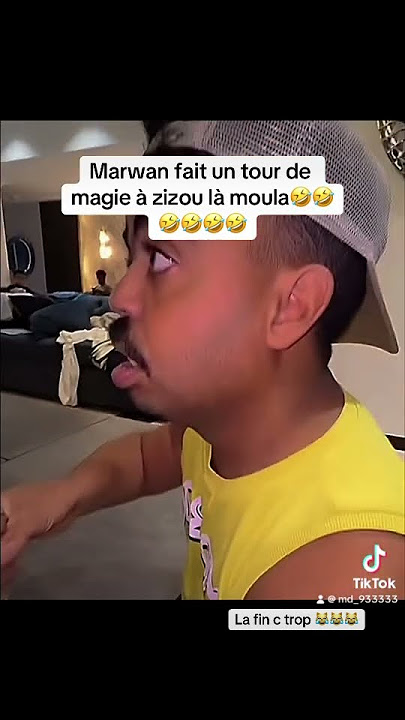 Marwan fait un tour de
magie à zizou là moula🤣🤣
🤣🤣🤣🤣
TikTok
@ md_933333
La fin c trop 😹😹😹